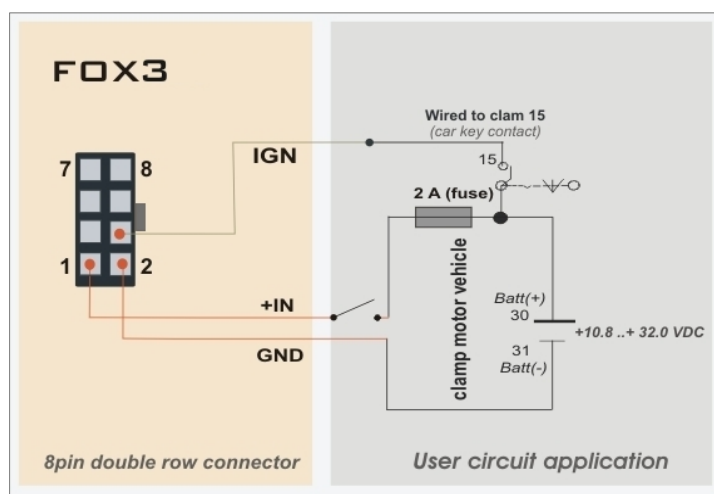 FOX3
Wired to clam 15
(car key contact)
IGN
15
7
8
2 A (fuse)
1
2
clamp motor vehicle
Batt(+)
30
+IN
+10.8 ..+ 32.0 VDC
31
GND
Batt(-)
8pin double row connector
User circuit application